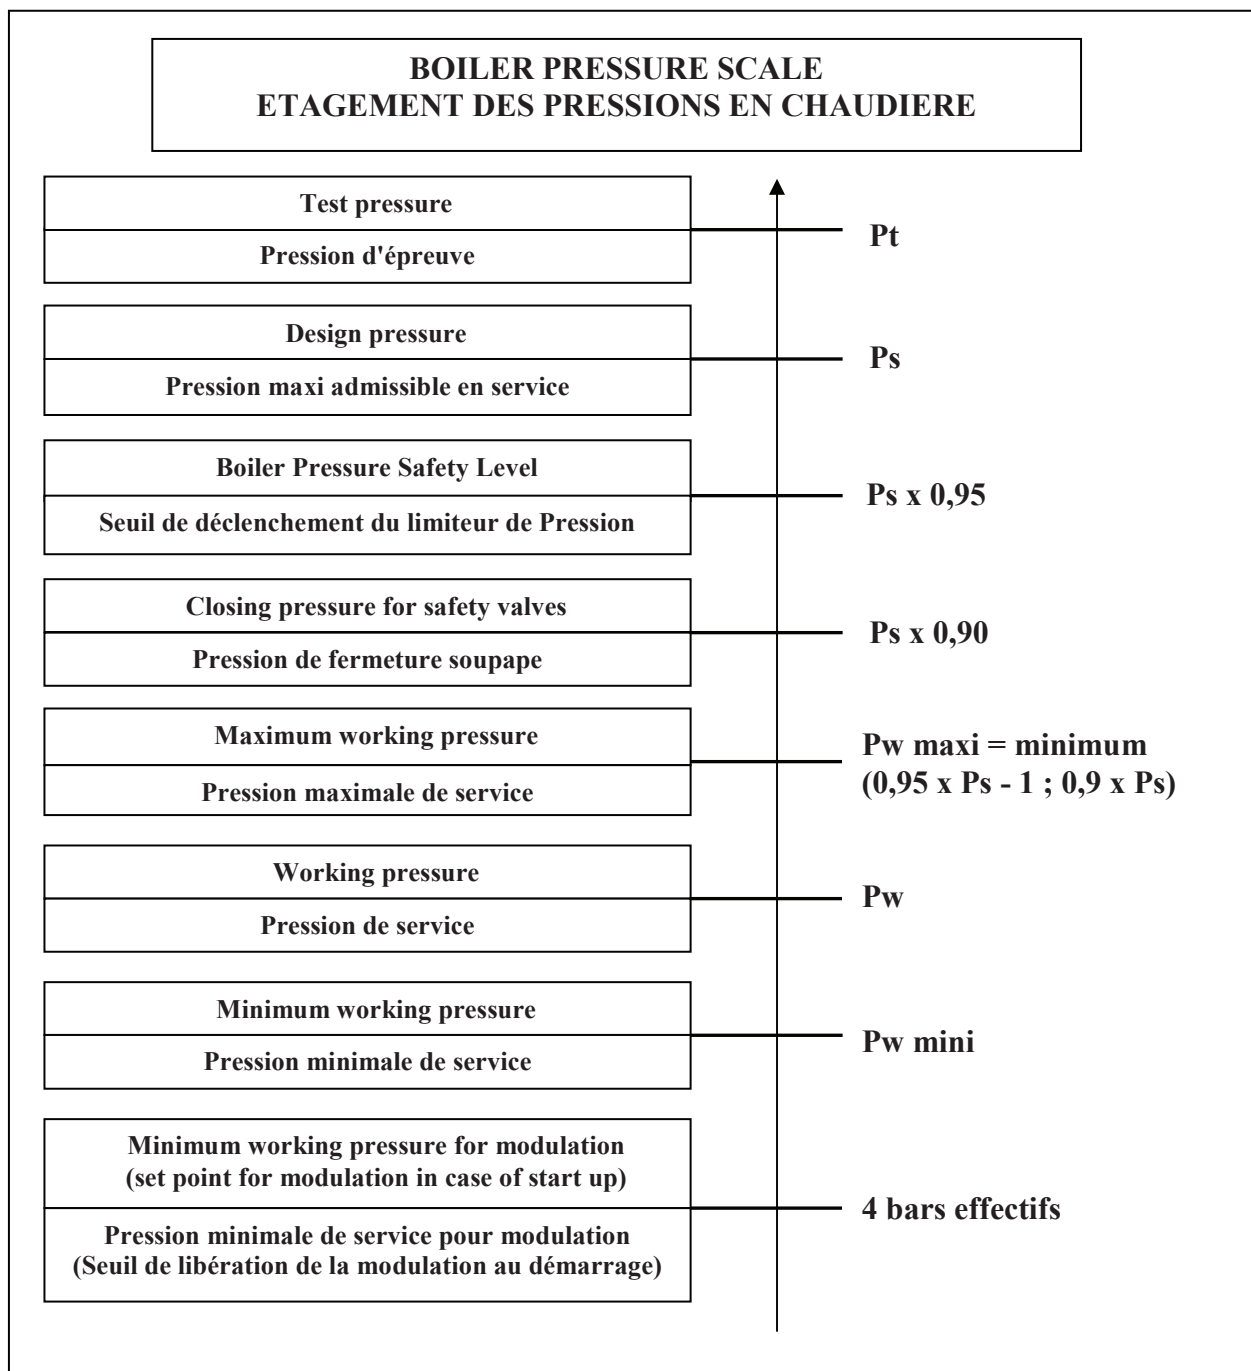 BOILER PRESSURE SCALE
ETAGEMENT DES PRESSIONS EN CHAUDIERE
Test pressure
Pression d'épreuve
Pt
Design pressure
Pression maxi admissible en service
Ps
Boiler Pressure Safety Level
Seuil de déclenchement du limiteur de Pression
Ps x 0,95
Closing pressure for safety valves
Pression de fermeture soupape
Ps x 0,90
Maximum working pressure
Pression maximale de service
Pw maxi = minimum
(0,95 x Ps - 1 ; 0,9 x Ps)
Working pressure
Pression de service
Pw
Minimum working pressure
Pression minimale de service
Pw mini
Minimum working pressure for modulation
(set point for modulation in case of start up)
Pression minimale de service pour modulation
(Seuil de libération de la modulation au démarrage)
4 bars effectifs